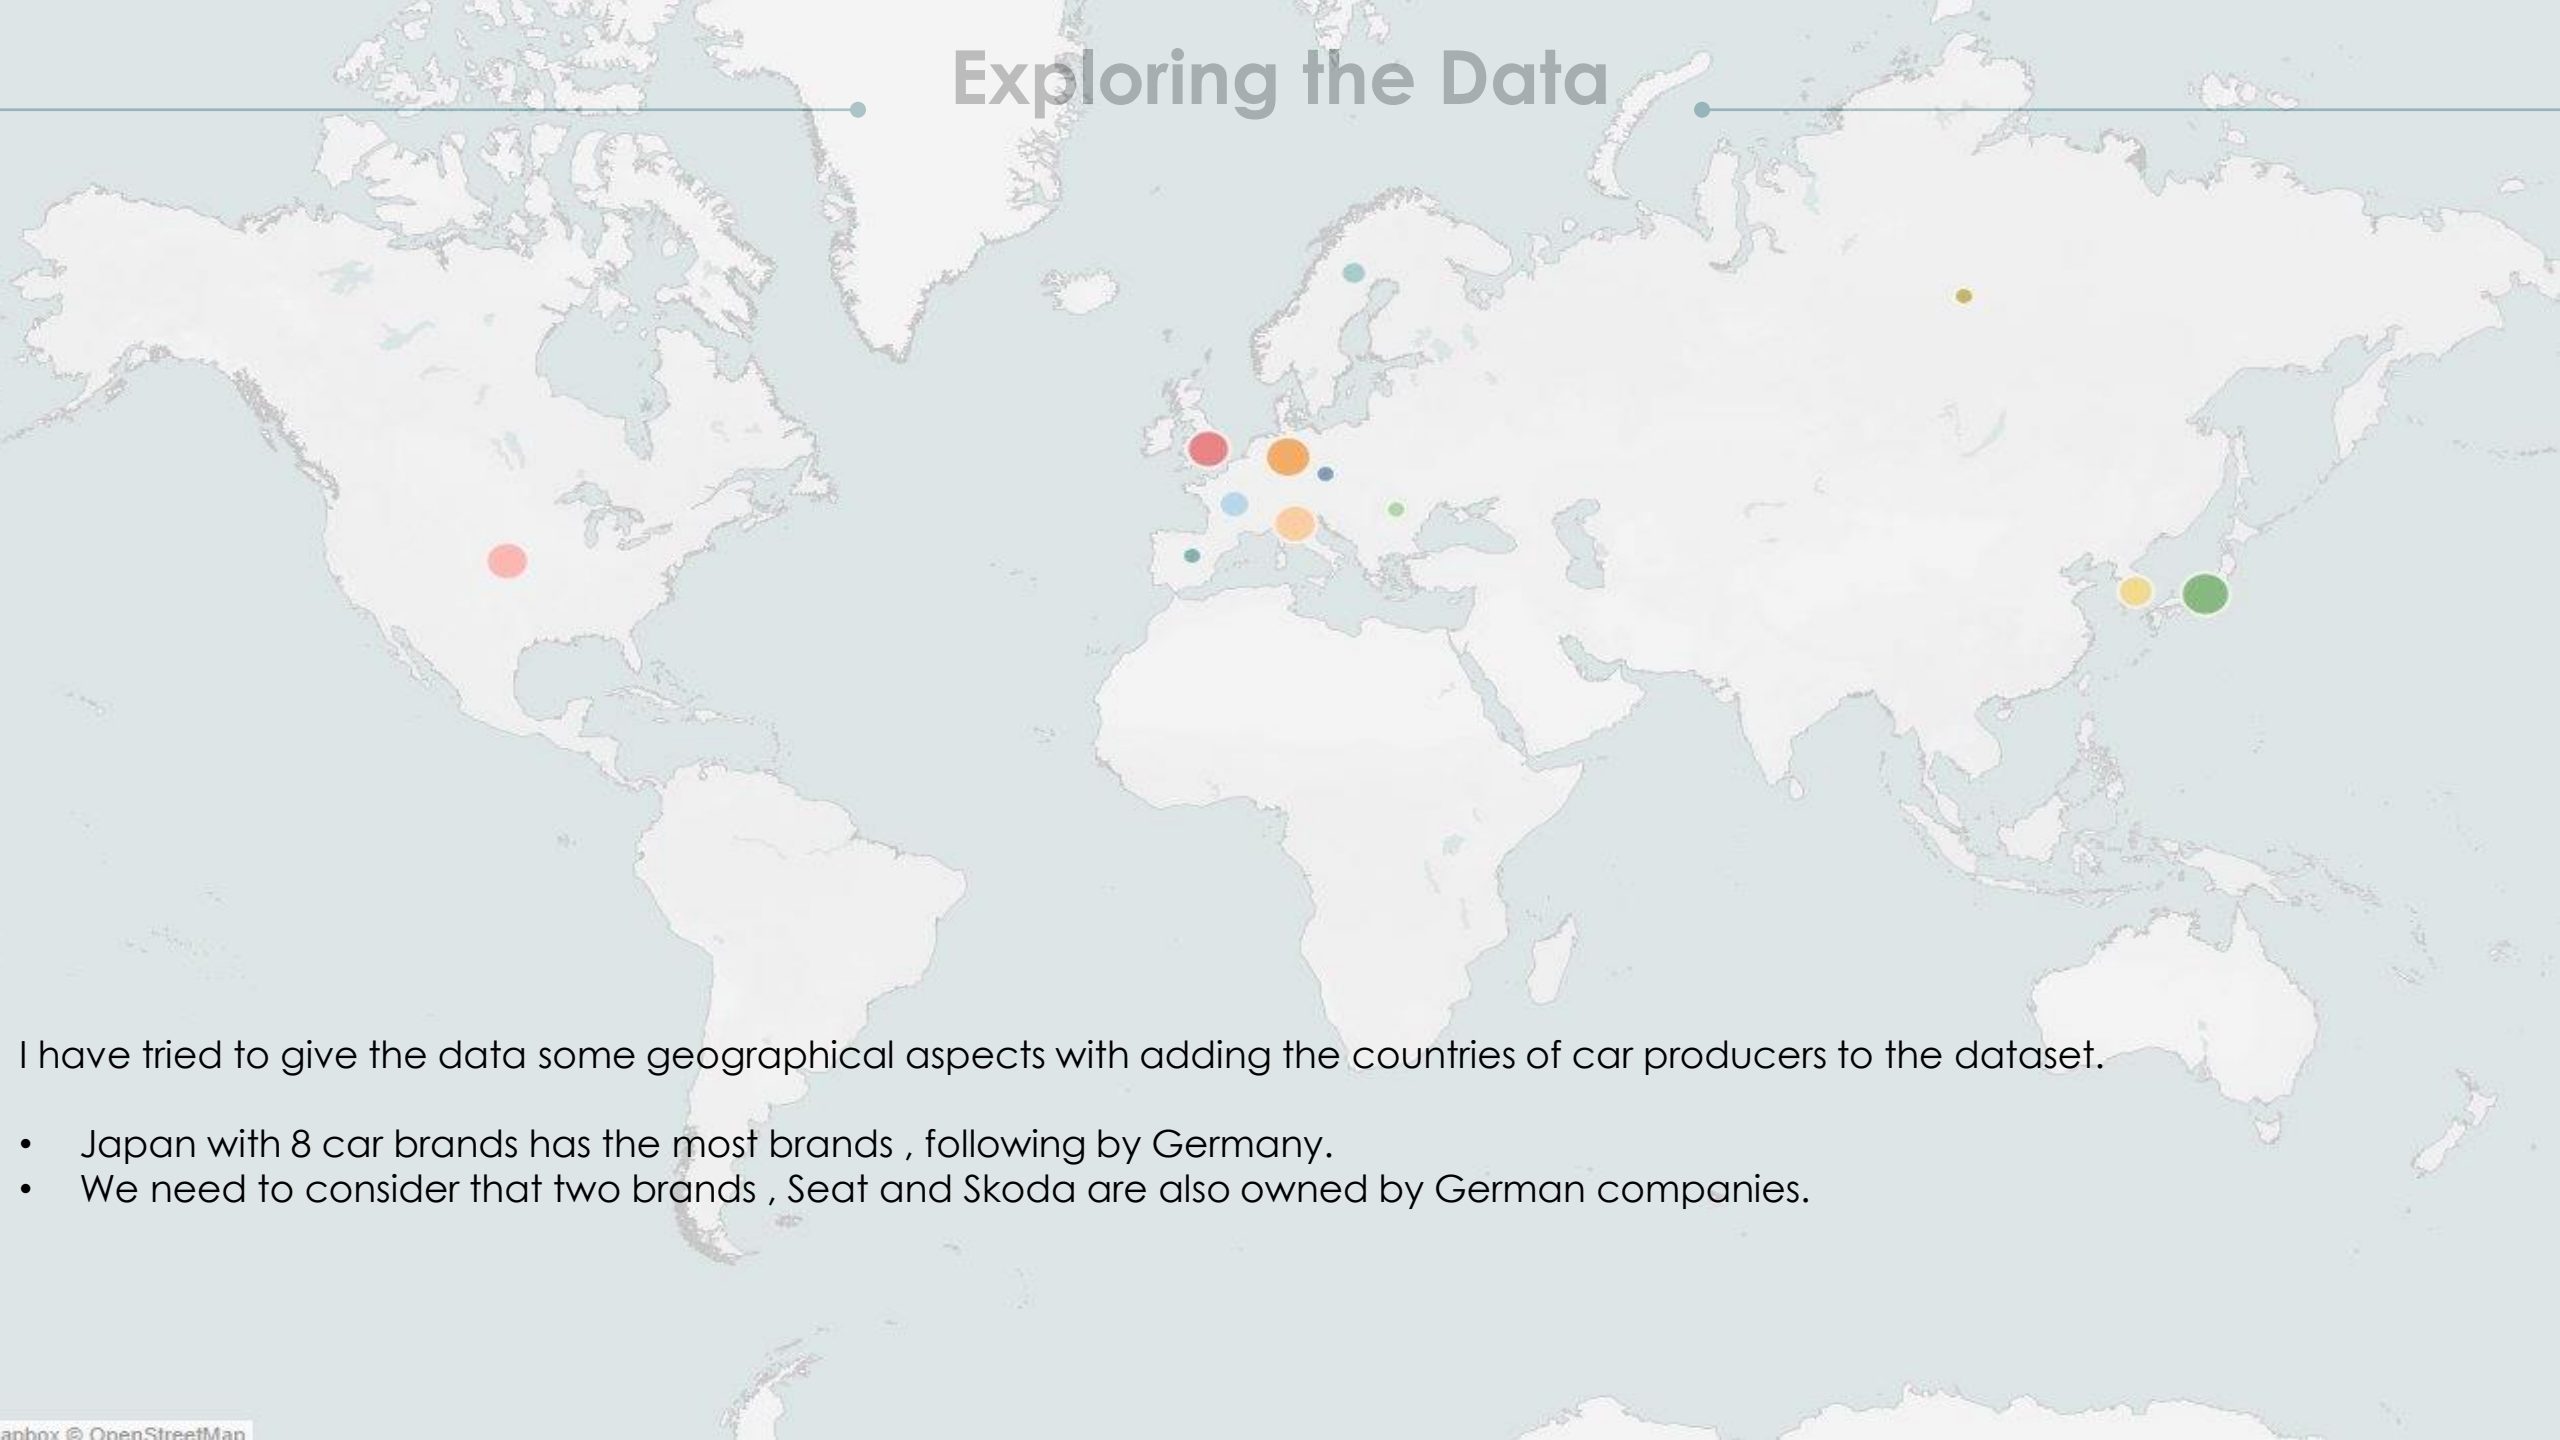 Exploring the Data
I have tried to give the data some geographical aspects with adding the countries of car producers to the dataset.
• Japan with 8 car brands has the most brands , following by Germany.
• We need to consider that two brands , Seat and Skoda are also owned by German companies.
apbox © OpenStreetMap